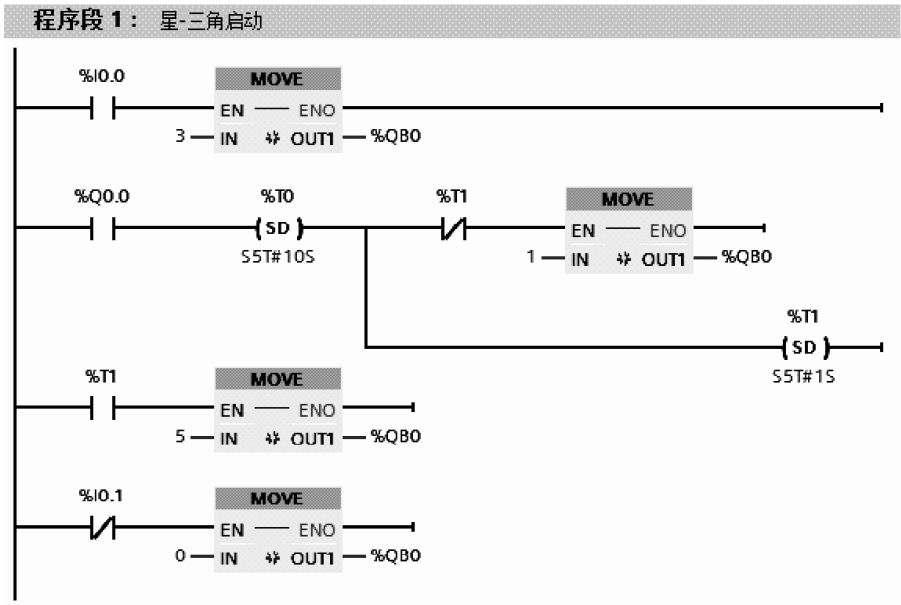 程序段 1： 星-三角启动
%I0.0
MOVE
EN ENO
3 IN OUT1 %QB0
%Q0.0 %T0 %T1
MOVE
SD EN ENO
S5T#10S 1 IN OUT1 %QB0
%T1
SD
S5T#1S
%T1
MOVE
EN ENO
5 IN OUT1 %QB0
%I0.1
MOVE
EN ENO
0 IN OUT1 %QB0